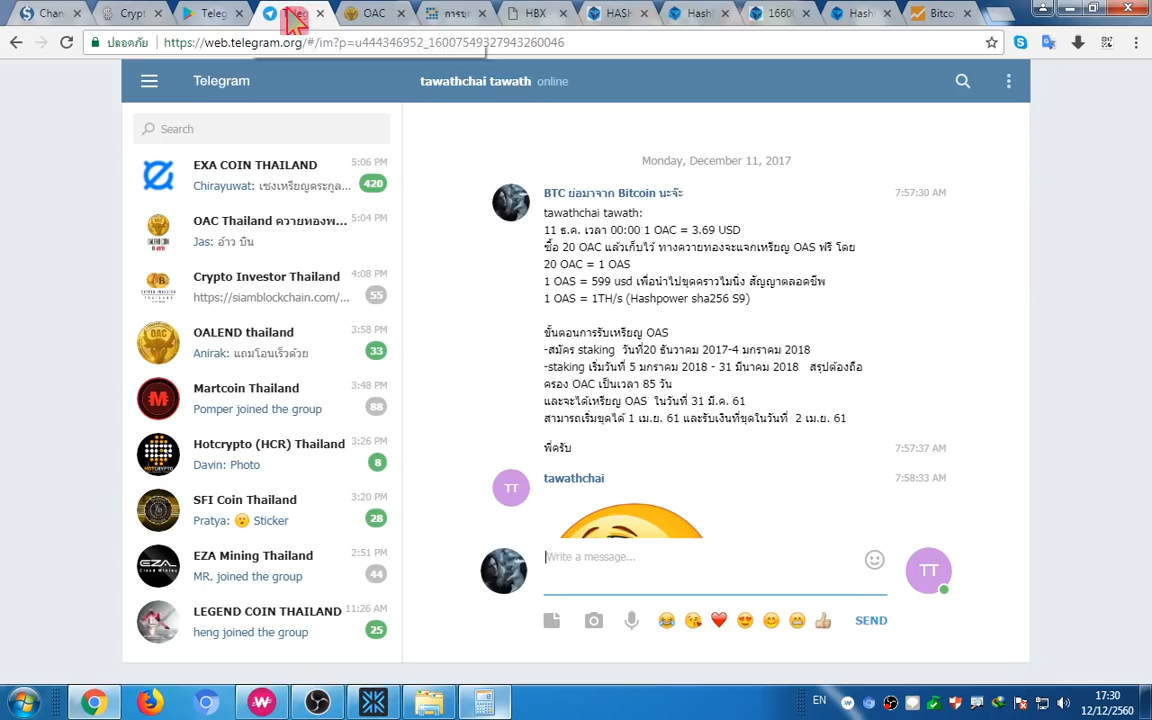 Chan
Crypt
Teleg
OAC
การขุ
HBX -
HASH
Hashl
16600
Hashl
Bitco
ปลอดภัย
https://web.telegram.org/#/im?p=u444346952_16007549327943260046
Telegram
tawathchai tawath online
Search
EXA COIN THAILAND 5:06 PM
Chirayuwat: เชงเหรียญตระกูล... 420
OAC Thailand ควายทองพ... 5:04 PM
Jas: อ้าว บิน
Crypto Investor Thailand 4:08 PM
https://siamblockchain.com/... 55
OALEND thailand 3:58 PM
Anirak: แถมโอนเร็วด้วย 33
Martcoin Thailand 3:48 PM
Pomper joined the group 88
Hotcrypto (HCR) Thailand 3:26 PM
Davin: Photo 8
SFI Coin Thailand 3:20 PM
Pratya: 😯 Sticker 28
EZA Mining Thailand 2:51 PM
MR. joined the group 44
LEGEND COIN THAILAND 11:26 AM
heng joined the group 25
Monday, December 11, 2017
BTC ย่อมาจาก Bitcoin นะจ๊ะ 7:57:30 AM
tawathchai tawath:
11 ธ.ค. เวลา 00:00 1 OAC = 3.69 USD
ซื้อ 20 OAC แล้วเก็บใว้ ทางควายทองจะแจกเหรียญ OAS ฟรี โดย
20 OAC = 1 OAS
1 OAS = 599 usd เพื่อนำไปขุดคราวไมนิ่ง สัญญาตลอดชีพ
1 OAS = 1TH/s (Hashpower sha256 S9)
ขั้นตอนการรับเหรียญ OAS
-สมัคร staking วันที่20 ธันวาคม 2017-4 มกราคม 2018
-staking เริ่มวันที่ 5 มกราคม 2018 - 31 มีนาคม 2018 สรุปต้องถือ
ครอง OAC เป็นเวลา 85 วัน
และจะได้เหรียญ OAS ในวันที่ 31 มี.ค. 61
สามารถเริ่มขุดได้ 1 เม.ย. 61 และรับเงินที่ขุดในวันที่ 2 เม.ย. 61
พี่ครับ 7:57:37 AM
TT
tawathchai 7:58:33 AM
Write a message...
TT
SEND
EN
17:30
12/12/2560